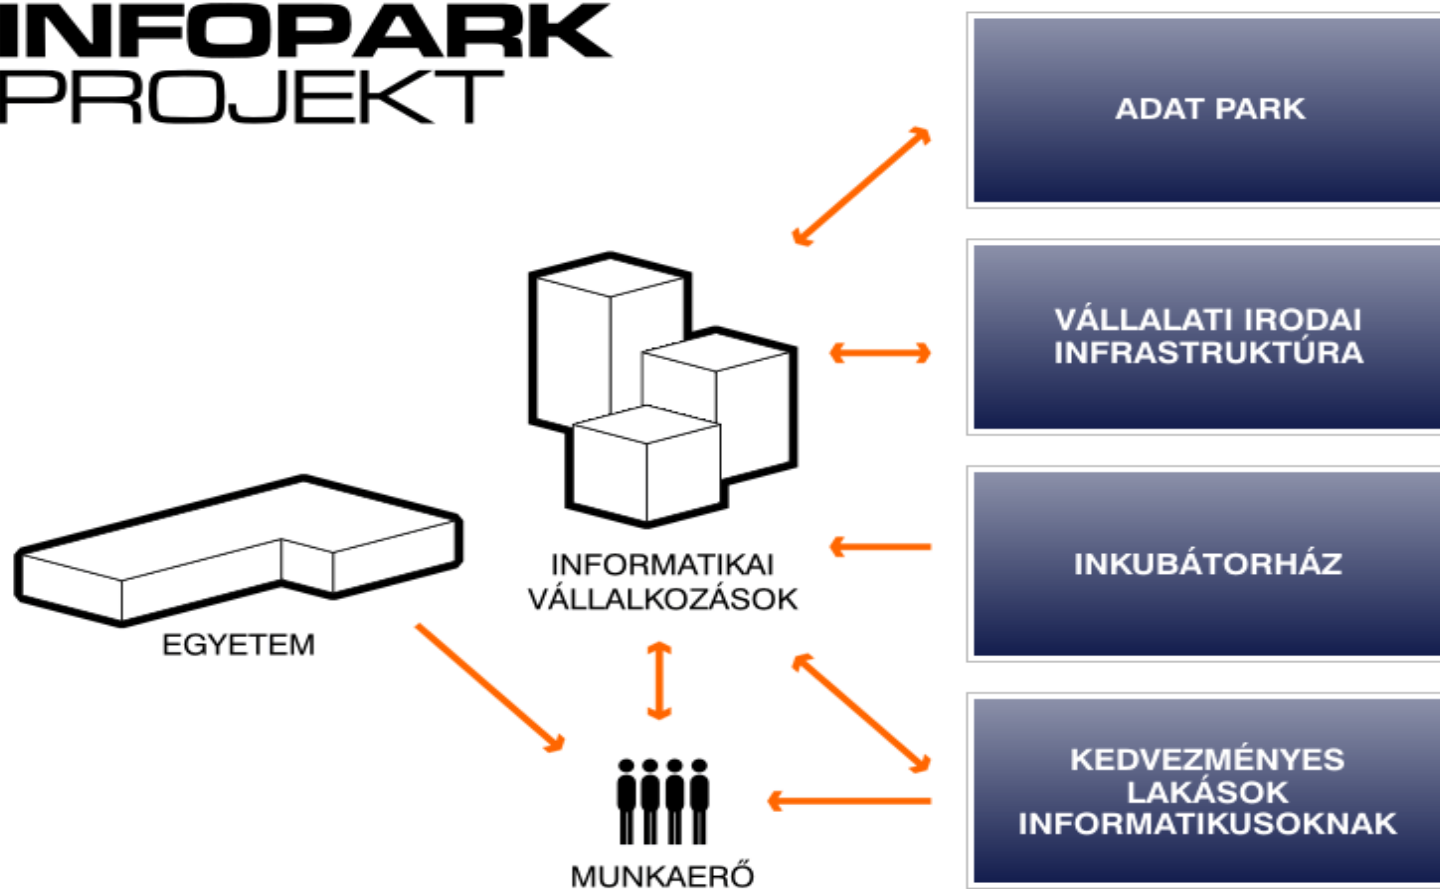 INFOPARK
PROJEKT
ADAT PARK
VÁLLALATI IRODAI
INFRASTRUKTÚRA
INKUBÁTORHÁZ
KEDVEZMÉNYES
LAKÁSOK
INFORMATIKUSOKNAK
INFORMATIKAI
VÁLLALKOZÁSOK
EGYETEM
MUNKAERŐ